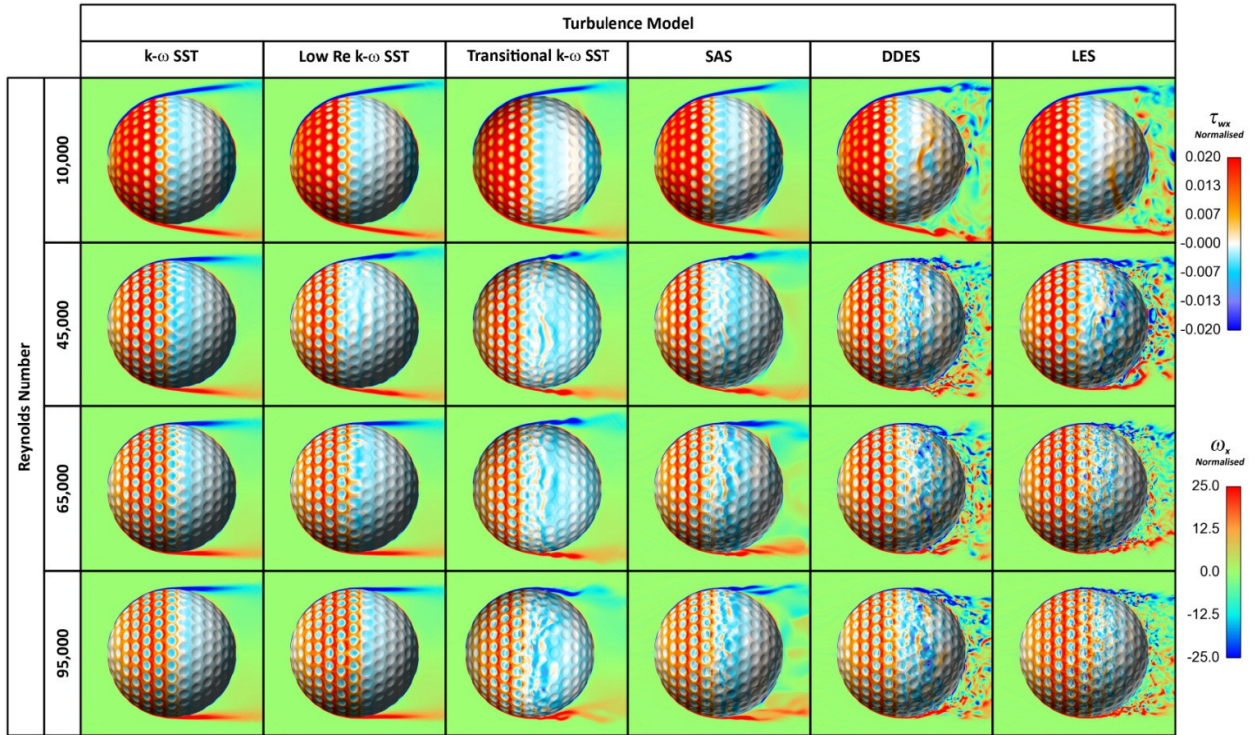 Turbulence Model
k-ω SST
Low Re k-ω SST
Transitional k-ω SST
SAS
DDES
LES
Reynolds Number
10,000
45,000
65,000
95,000
τwx
Normalised
0.020
0.013
0.007
-0.000
-0.007
-0.013
-0.020
ωx
Normalised
25.0
12.5
0.0
-12.5
-25.0